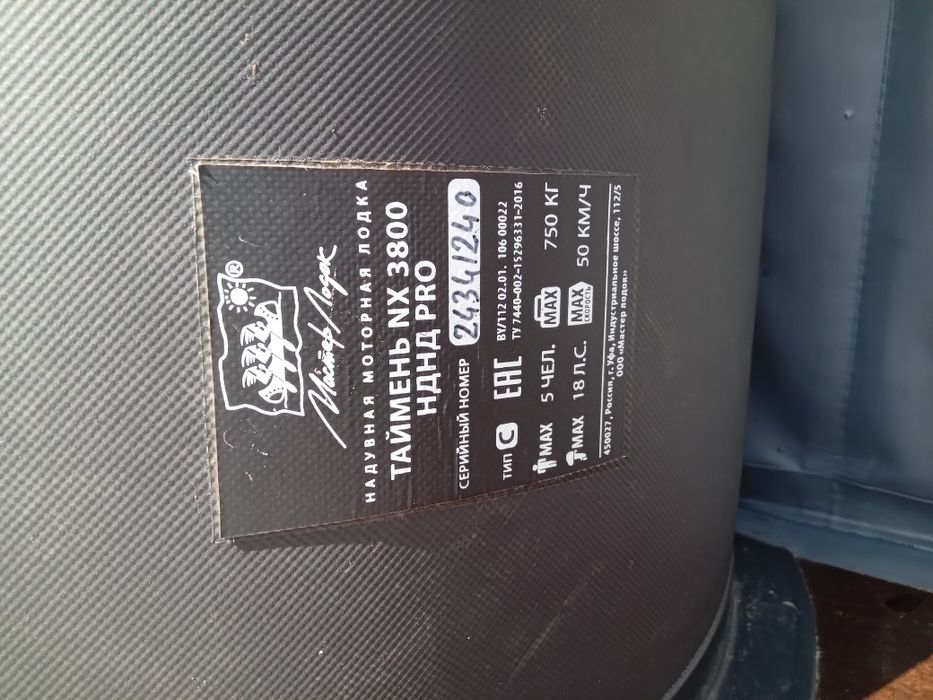 ®
Мастер Лодок
НАДУВНАЯ МОТОРНАЯ ЛОДКА
ТАЙМЕНЬ NX 3800
НДНД PRO
СЕРИЙНЫЙ НОМЕР 24341240
ТИП C EAC BY/112 02.01. 106 00022
ТУ 7440-002-15296331-2016
MAX 5 ЧЕЛ. MAX 750 КГ
MAX 18 Л.С. MAX СКОРОСТЬ 50 КМ/Ч
450027, Россия, г. Уфа, Индустриальное шоссе, 112/5
ООО «Мастер лодок»